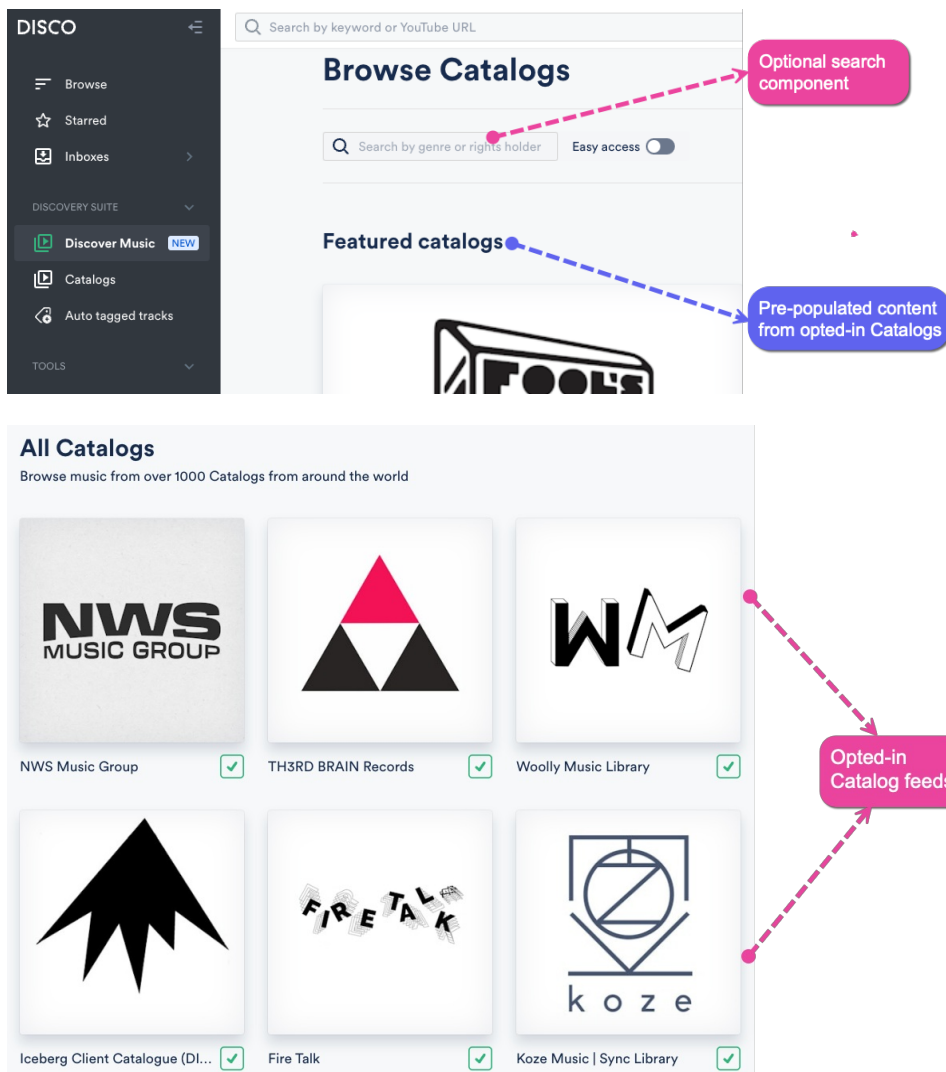 DISCO
Search by keyword or YouTube URL
Browse
Starred
Inboxes
DISCOVERY SUITE
Discover Music NEW
Catalogs
Auto tagged tracks
TOOLS
Browse Catalogs
Search by genre or rights holder Easy access
Featured catalogs
FOOL'S
Optional search
component
Pre-populated content
from opted-in Catalogs
All Catalogs
Browse music from over 1000 Catalogs from around the world
NWS
MUSIC GROUP
WM
NWS Music Group
TH3RD BRAIN Records
Woolly Music Library
Opted-in
Catalog feeds
FIRE TALK
koze
Iceberg Client Catalogue (DI...
Fire Talk
Koze Music | Sync Library